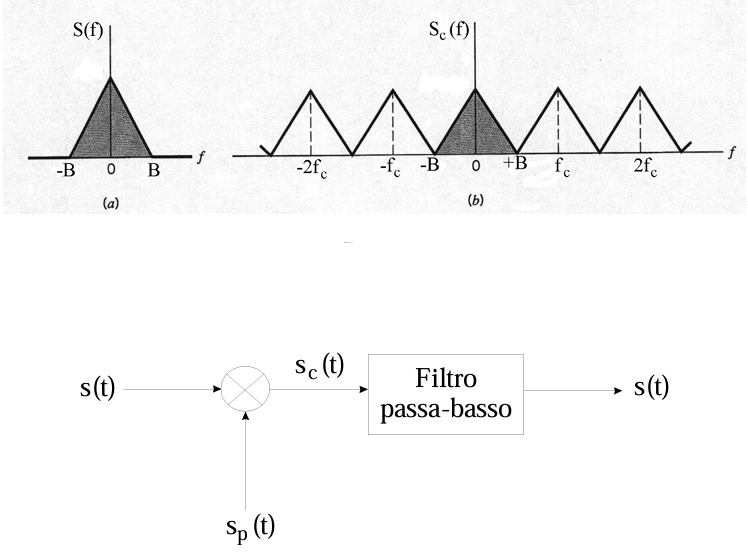 S(f)
S_c(f)
-B 0 B f
-2f_c -f_c -B 0 +B f_c 2f_c f
(a)
(b)
s(t)
s_c(t)
Filtro
passa-basso
s(t)
s_p(t)